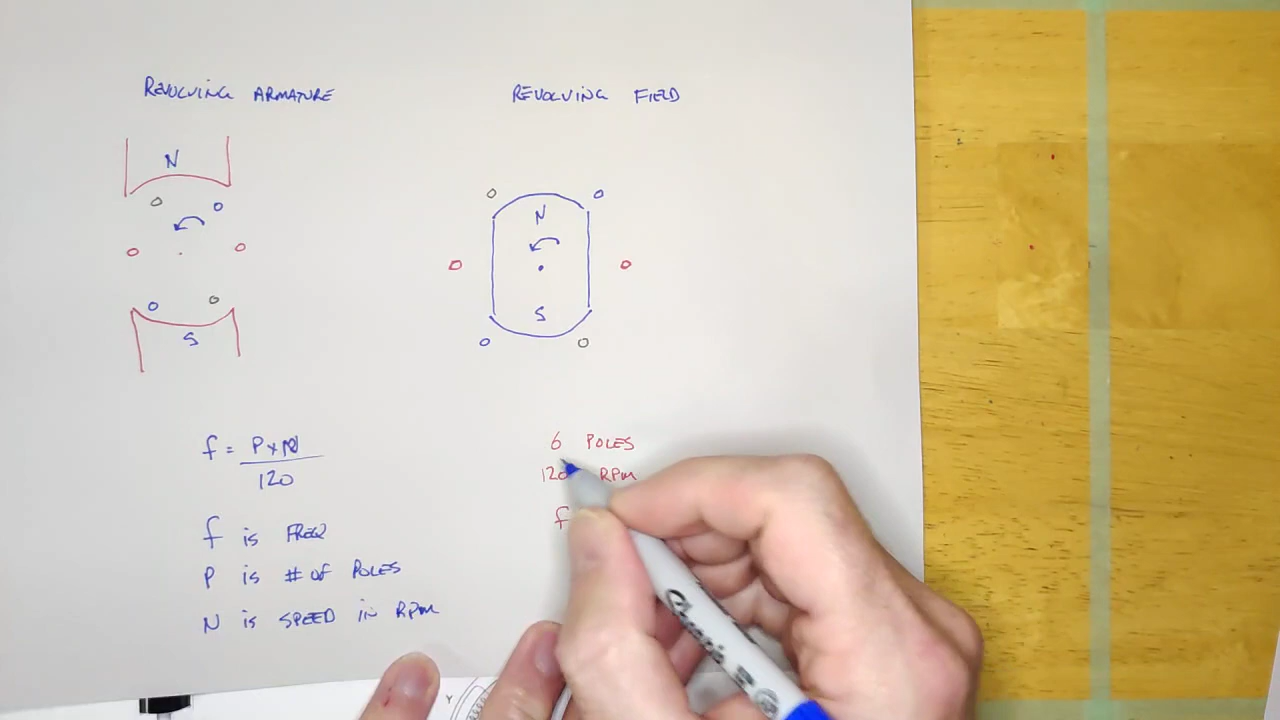 REVOLVING ARMATURE
REVOLVING FIELD
N
S
N
S
f = P x N
120
f is FREQ
P is # of POLES
N is SPEED in RPM
6 POLES
RPM
f